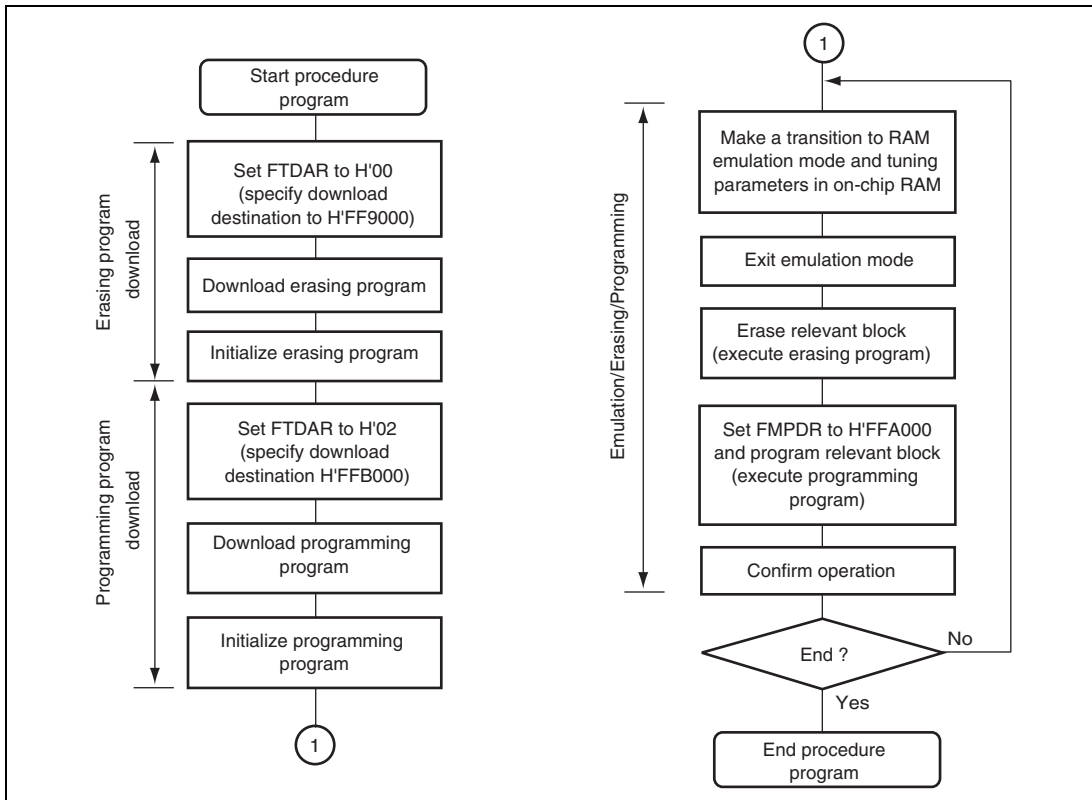 Start procedure
program
Erasing program
download
Set FTDAR to H'00
(specify download
destination to H'FF9000)
Download erasing program
Initialize erasing program
Programming program
download
Set FTDAR to H'02
(specify download
destination H'FFB000)
Download programming
program
Initialize programming
program
1
1
Emulation/Erasing/Programming
Make a transition to RAM
emulation mode and tuning
parameters in on-chip RAM
Exit emulation mode
Erase relevant block
(execute erasing program)
Set FMPDR to H'FFA000
and program relevant block
(execute programming
program)
Confirm operation
End ?
No
Yes
End procedure
program